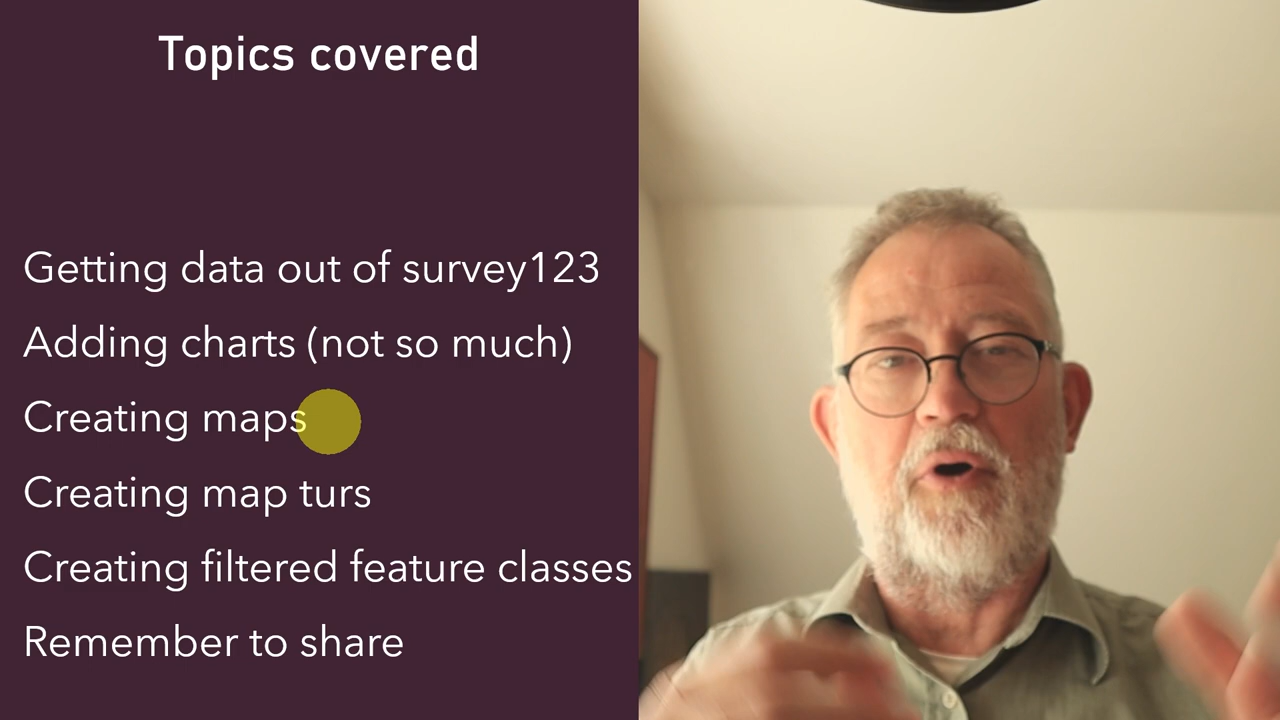 Topics covered
Getting data out of survey123
Adding charts (not so much)
Creating maps
Creating map turs
Creating filtered feature classes
Remember to share